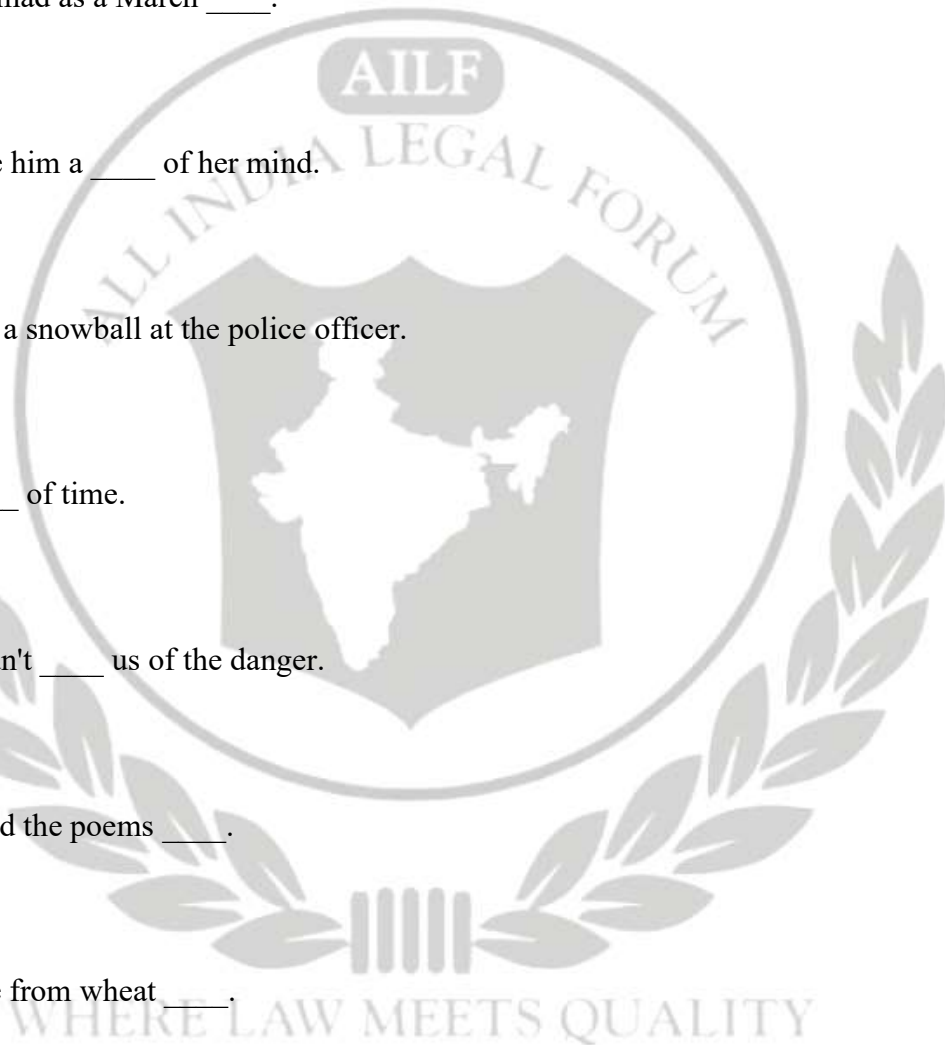 mad as a March ____.
AILF
ALL INDIA LEGAL FORUM
him a ____ of her mind.
a snowball at the police officer.
of time.
____ us of the danger.
the poems ____.
from wheat ____.
WHERE LAW MEETS QUALITY